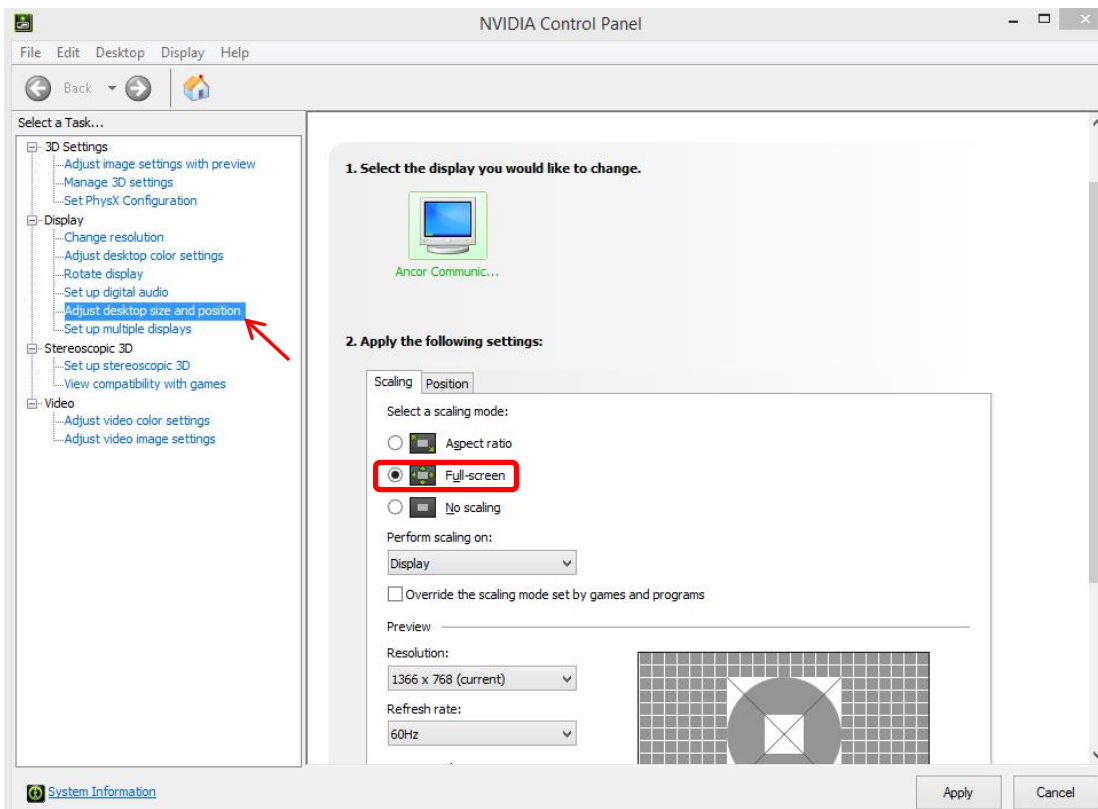 NVIDIA Control Panel
File Edit Desktop Display Help
Back
Select a Task...
3D Settings
Adjust image settings with preview
Manage 3D settings
Set PhysX Configuration
Display
Change resolution
Adjust desktop color settings
Rotate display
Set up digital audio
Adjust desktop size and position
Set up multiple displays
Stereoscopic 3D
Set up stereoscopic 3D
View compatibility with games
Video
Adjust video color settings
Adjust video image settings
1. Select the display you would like to change.
Ancor Communic...
2. Apply the following settings:
Scaling Position
Select a scaling mode:
Aspect ratio
Full-screen
No scaling
Perform scaling on:
Display
Override the scaling mode set by games and programs
Preview
Resolution:
1366 x 768 (current)
Refresh rate:
60Hz
System Information
Apply Cancel